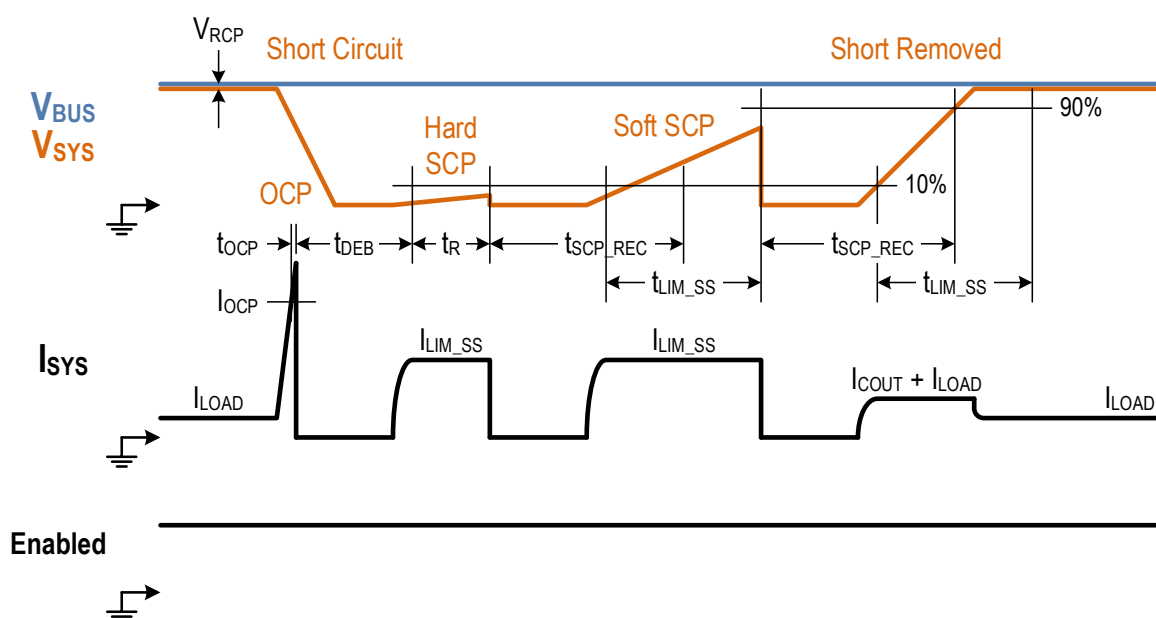 VRCP
Short Circuit
Short Removed
VBUS
VSYS
90%
Hard
SCP
Soft SCP
10%
OCP
tOCP
tDEB
tR
tSCP_REC
tSCP_REC
tLIM_SS
tLIM_SS
IOCP
ISYS
ILIM_SS
ILIM_SS
ICOUT + ILOAD
ILOAD
ILOAD
Enabled